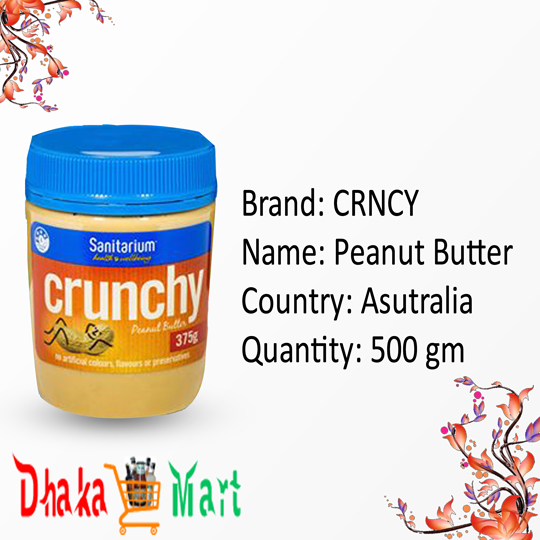 Sanitarium
health & wellbeing
crunchy
Peanut Butter
375g
no artificial colours, flavours or preservatives
Brand: CRNCY
Name: Peanut Butter
Country: Asutralia
Quantity: 500 gm
Dhaka Mart